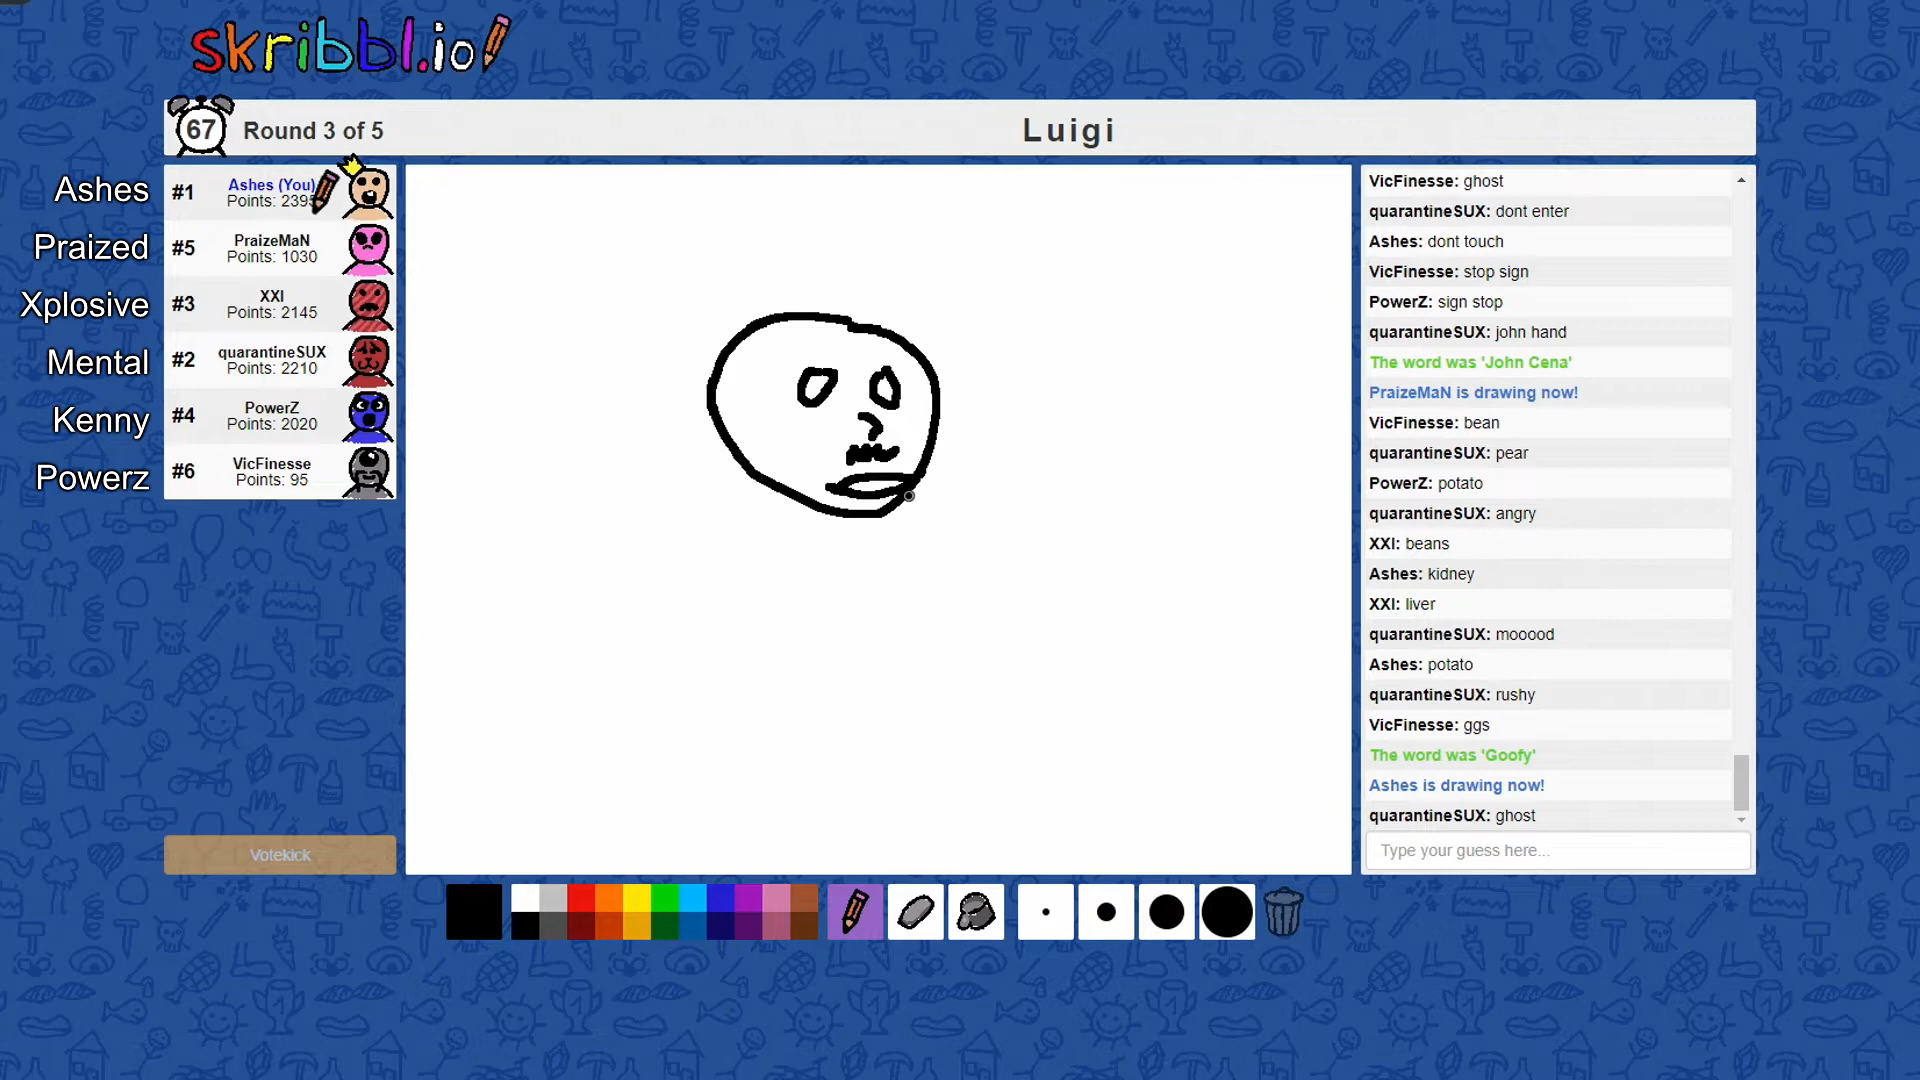 skribbl.io
67
Round 3 of 5
Luigi
Ashes
#1
Ashes (You)
Points: 2395
Praized
#5
PraizeMaN
Points: 1030
Xplosive
#3
XXI
Points: 2145
Mental
#2
quarantineSUX
Points: 2210
Kenny
#4
PowerZ
Points: 2020
Powerz
#6
VicFinesse
Points: 95
Votekick
VicFinesse: ghost
quarantineSUX: dont enter
Ashes: dont touch
VicFinesse: stop sign
PowerZ: sign stop
quarantineSUX: john hand
The word was 'John Cena'
PraizeMaN is drawing now!
VicFinesse: bean
quarantineSUX: pear
PowerZ: potato
quarantineSUX: angry
XXI: beans
Ashes: kidney
XXI: liver
quarantineSUX: mooood
Ashes: potato
quarantineSUX: rushy
VicFinesse: ggs
The word was 'Goofy'
Ashes is drawing now!
quarantineSUX: ghost
Type your guess here...